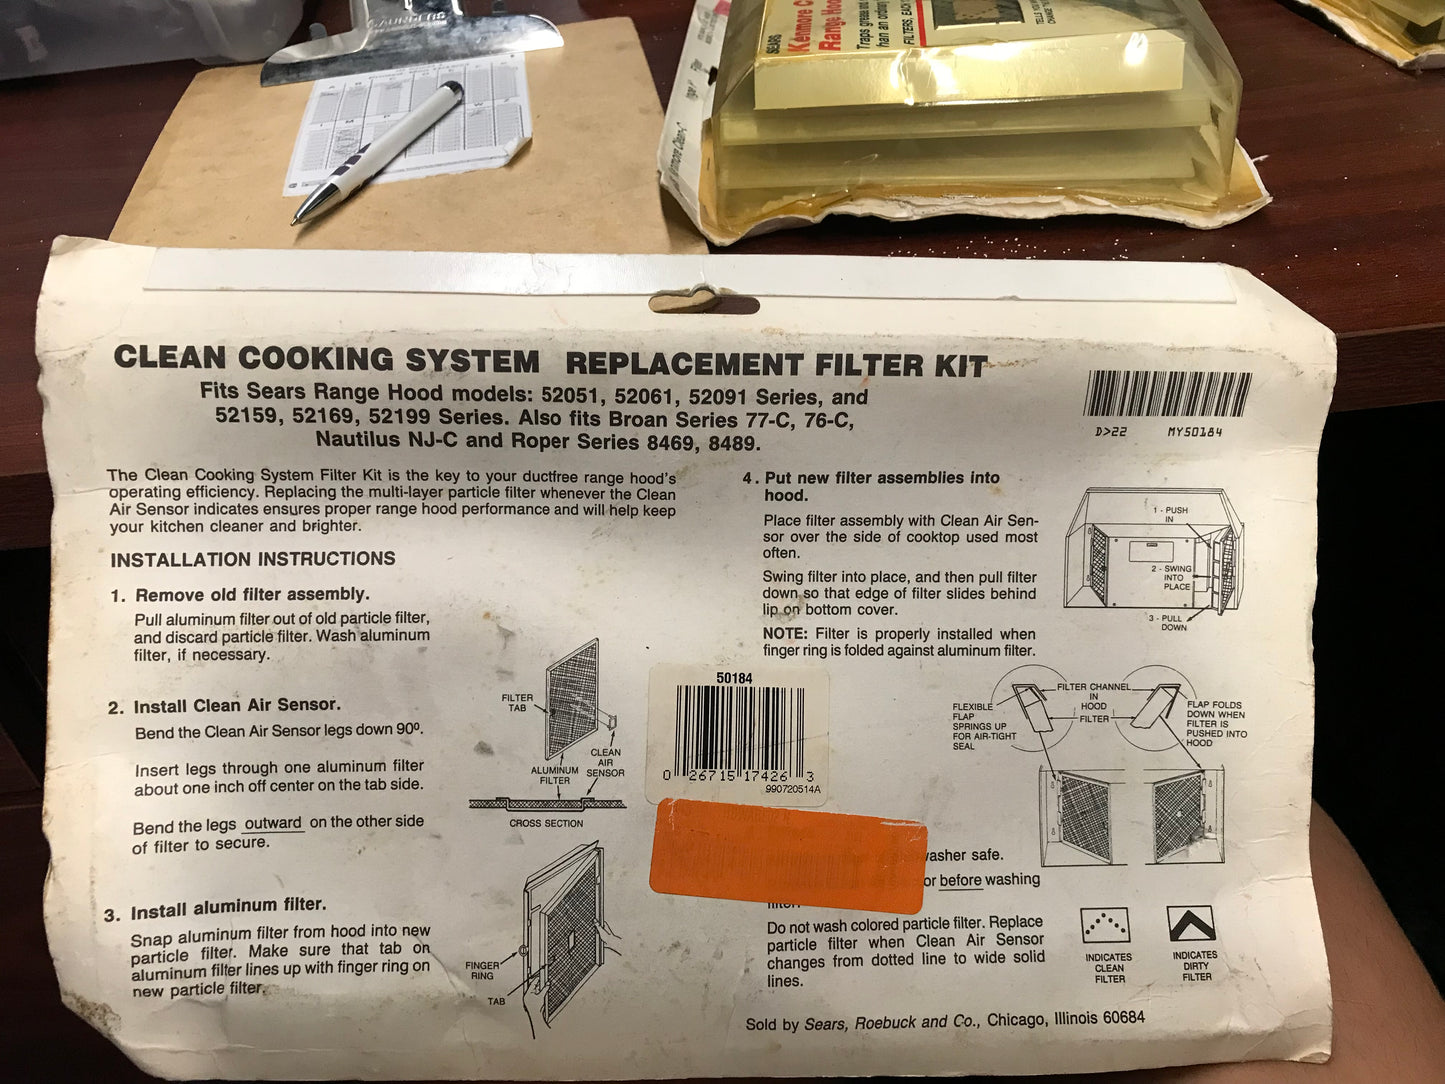 SAUNDERS
SEARS
Kenmore C
Range Hoo
Traps grease and
than an ordinary
FILTERS, EACH
CLEAN COOKING SYSTEM REPLACEMENT FILTER KIT
Fits Sears Range Hood models: 52051, 52061, 52091 Series, and
52159, 52169, 52199 Series. Also fits Broan Series 77-C, 76-C,
Nautilus NJ-C and Roper Series 8469, 8489.
D>22 MY50184
The Clean Cooking System Filter Kit is the key to your ductfree range hood's
operating efficiency. Replacing the multi-layer particle filter whenever the Clean
Air Sensor indicates ensures proper range hood performance and will help keep
your kitchen cleaner and brighter.
INSTALLATION INSTRUCTIONS
1. Remove old filter assembly.
Pull aluminum filter out of old particle filter,
and discard particle filter. Wash aluminum
filter, if necessary.
2. Install Clean Air Sensor.
Bend the Clean Air Sensor legs down 90º.
Insert legs through one aluminum filter
about one inch off center on the tab side.
Bend the legs outward on the other side
of filter to secure.
3. Install aluminum filter.
Snap aluminum filter from hood into new
particle filter. Make sure that tab on
aluminum filter lines up with finger ring on
new particle filter.
FILTER
TAB
ALUMINUM
FILTER
CLEAN
AIR
SENSOR
CROSS SECTION
FINGER
RING
TAB
4. Put new filter assemblies into
hood.
Place filter assembly with Clean Air Sen-
sor over the side of cooktop used most
often.
Swing filter into place, and then pull filter
down so that edge of filter slides behind
lip on bottom cover.
NOTE: Filter is properly installed when
finger ring is folded against aluminum filter.
1 - PUSH
IN
2 - SWING
INTO
PLACE
3 - PULL
DOWN
50184
0 26715 17426 3
990720514A
FLEXIBLE
FLAP
SPRINGS UP
FOR AIR-TIGHT
SEAL
FILTER CHANNEL
IN
HOOD
FILTER
FLAP FOLDS
DOWN WHEN
FILTER IS
PUSHED INTO
HOOD
washer safe.
or before washing
filter.
Do not wash colored particle filter. Replace
particle filter when Clean Air Sensor
changes from dotted line to wide solid
lines.
INDICATES
CLEAN
FILTER
INDICATES
DIRTY
FILTER
Sold by Sears, Roebuck and Co., Chicago, Illinois 60684